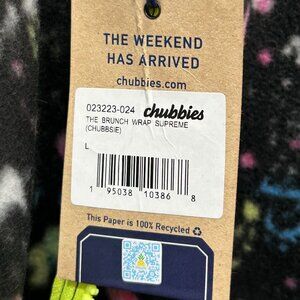 THE WEEKEND
HAS ARRIVED
chubbies.com
023223-024 chubbies
THE BRUNCH WRAP SUPREME
(CHUBBSIE)
L
1 95038 10386 8
This Paper is 100% Recycled